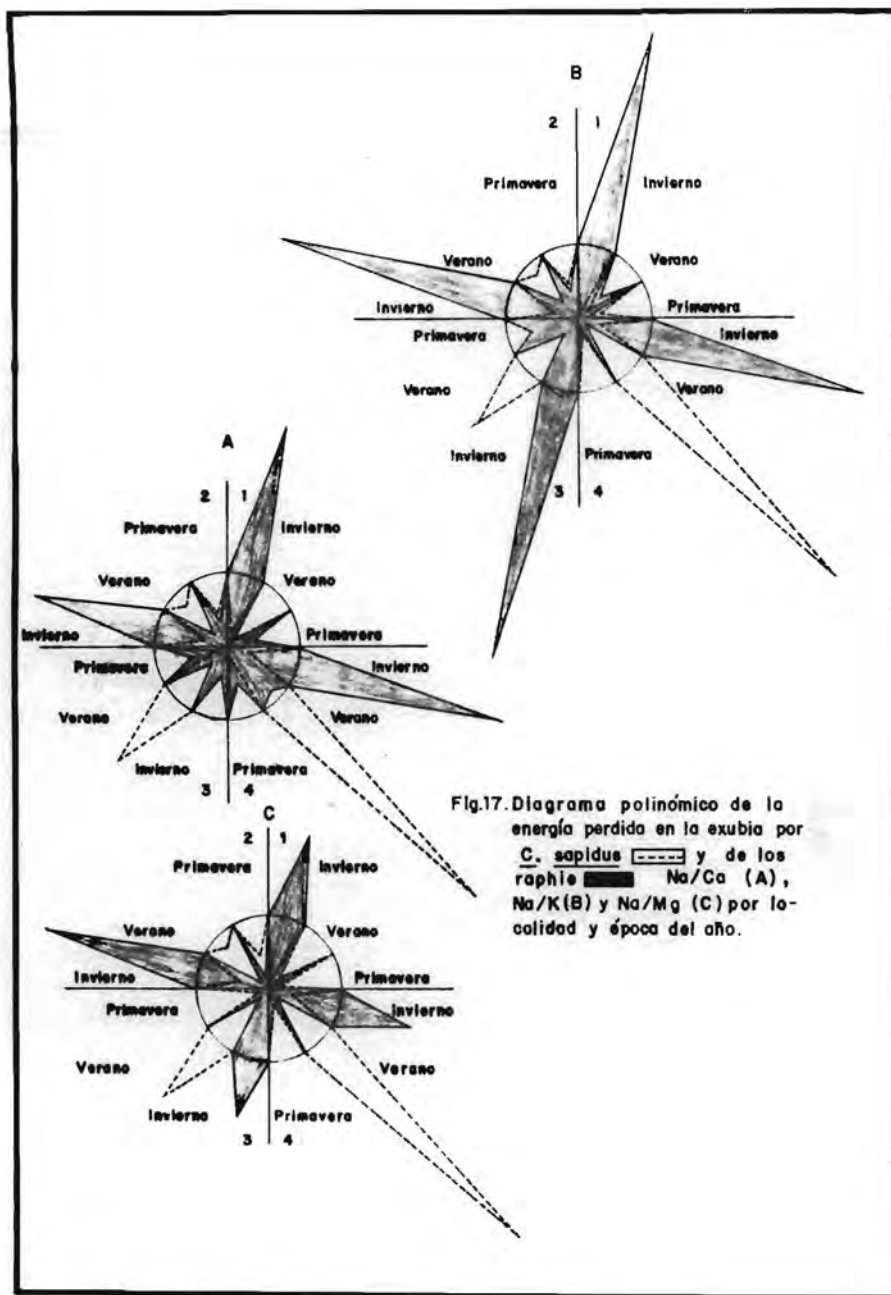 B
2 1
Primavera
Invierno
Verano
Verano
Invierno
Primavera
Primavera
Invierno
Verano
Verano
Invierno
Primavera
3 4
A
2 1
Primavera
Invierno
Verano
Verano
Invierno
Primavera
Primavera
Invierno
Verano
Verano
Invierno
Primavera
3 4
C
2 1
Primavera
Invierno
Verano
Verano
Invierno
Primavera
Primavera
Invierno
Verano
Verano
Invierno
Primavera
3 4
Fig.17. Diagrama polinómico de la
energía perdida en la exubia por
C. sapidus y de los
raphie Na/Ca (A),
Na/K(B) y Na/Mg (C) por lo-
calidad y época del año.